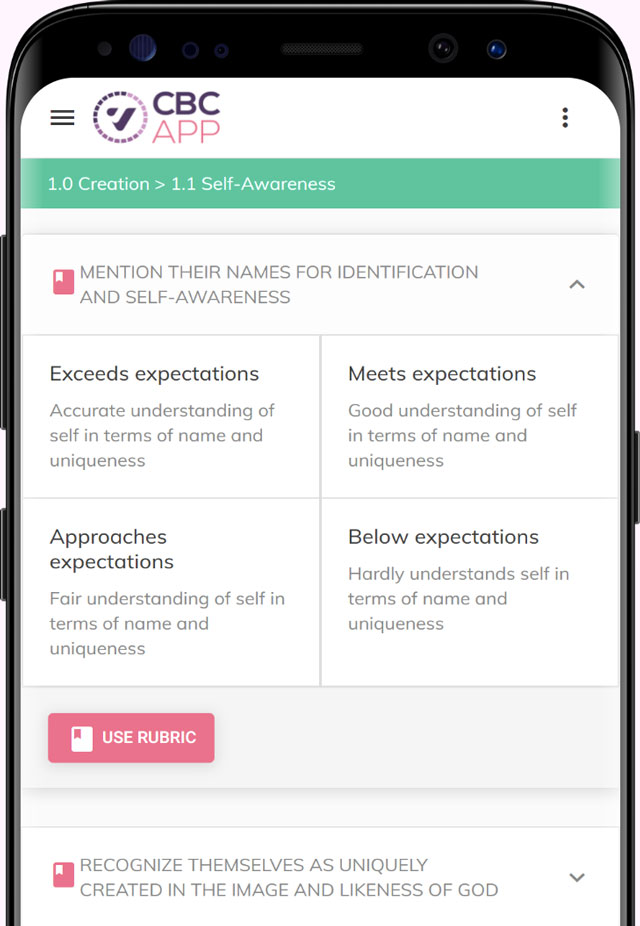 CBC
APP
1.0 Creation > 1.1 Self-Awareness
MENTION THEIR NAMES FOR IDENTIFICATION
AND SELF-AWARENESS
Exceeds expectations
Accurate understanding of
self in terms of name and
uniqueness
Meets expectations
Good understanding of self
in terms of name and
uniqueness
Approaches
expectations
Fair understanding of self in
terms of name and
uniqueness
Below expectations
Hardly understands self in
terms of name and
uniqueness
USE RUBRIC
RECOGNIZE THEMSELVES AS UNIQUELY
CREATED IN THE IMAGE AND LIKENESS OF GOD